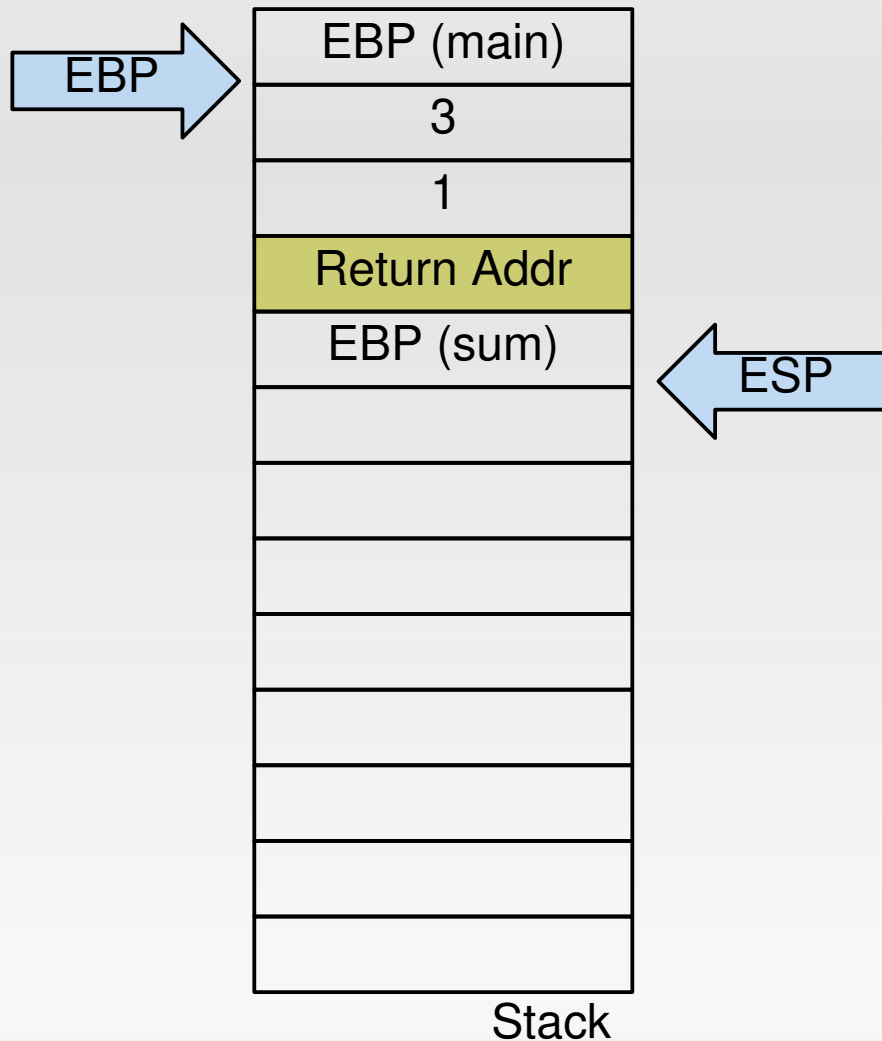 EBP (main)
EBP
3
1
Return Addr
EBP (sum)
ESP
Stack